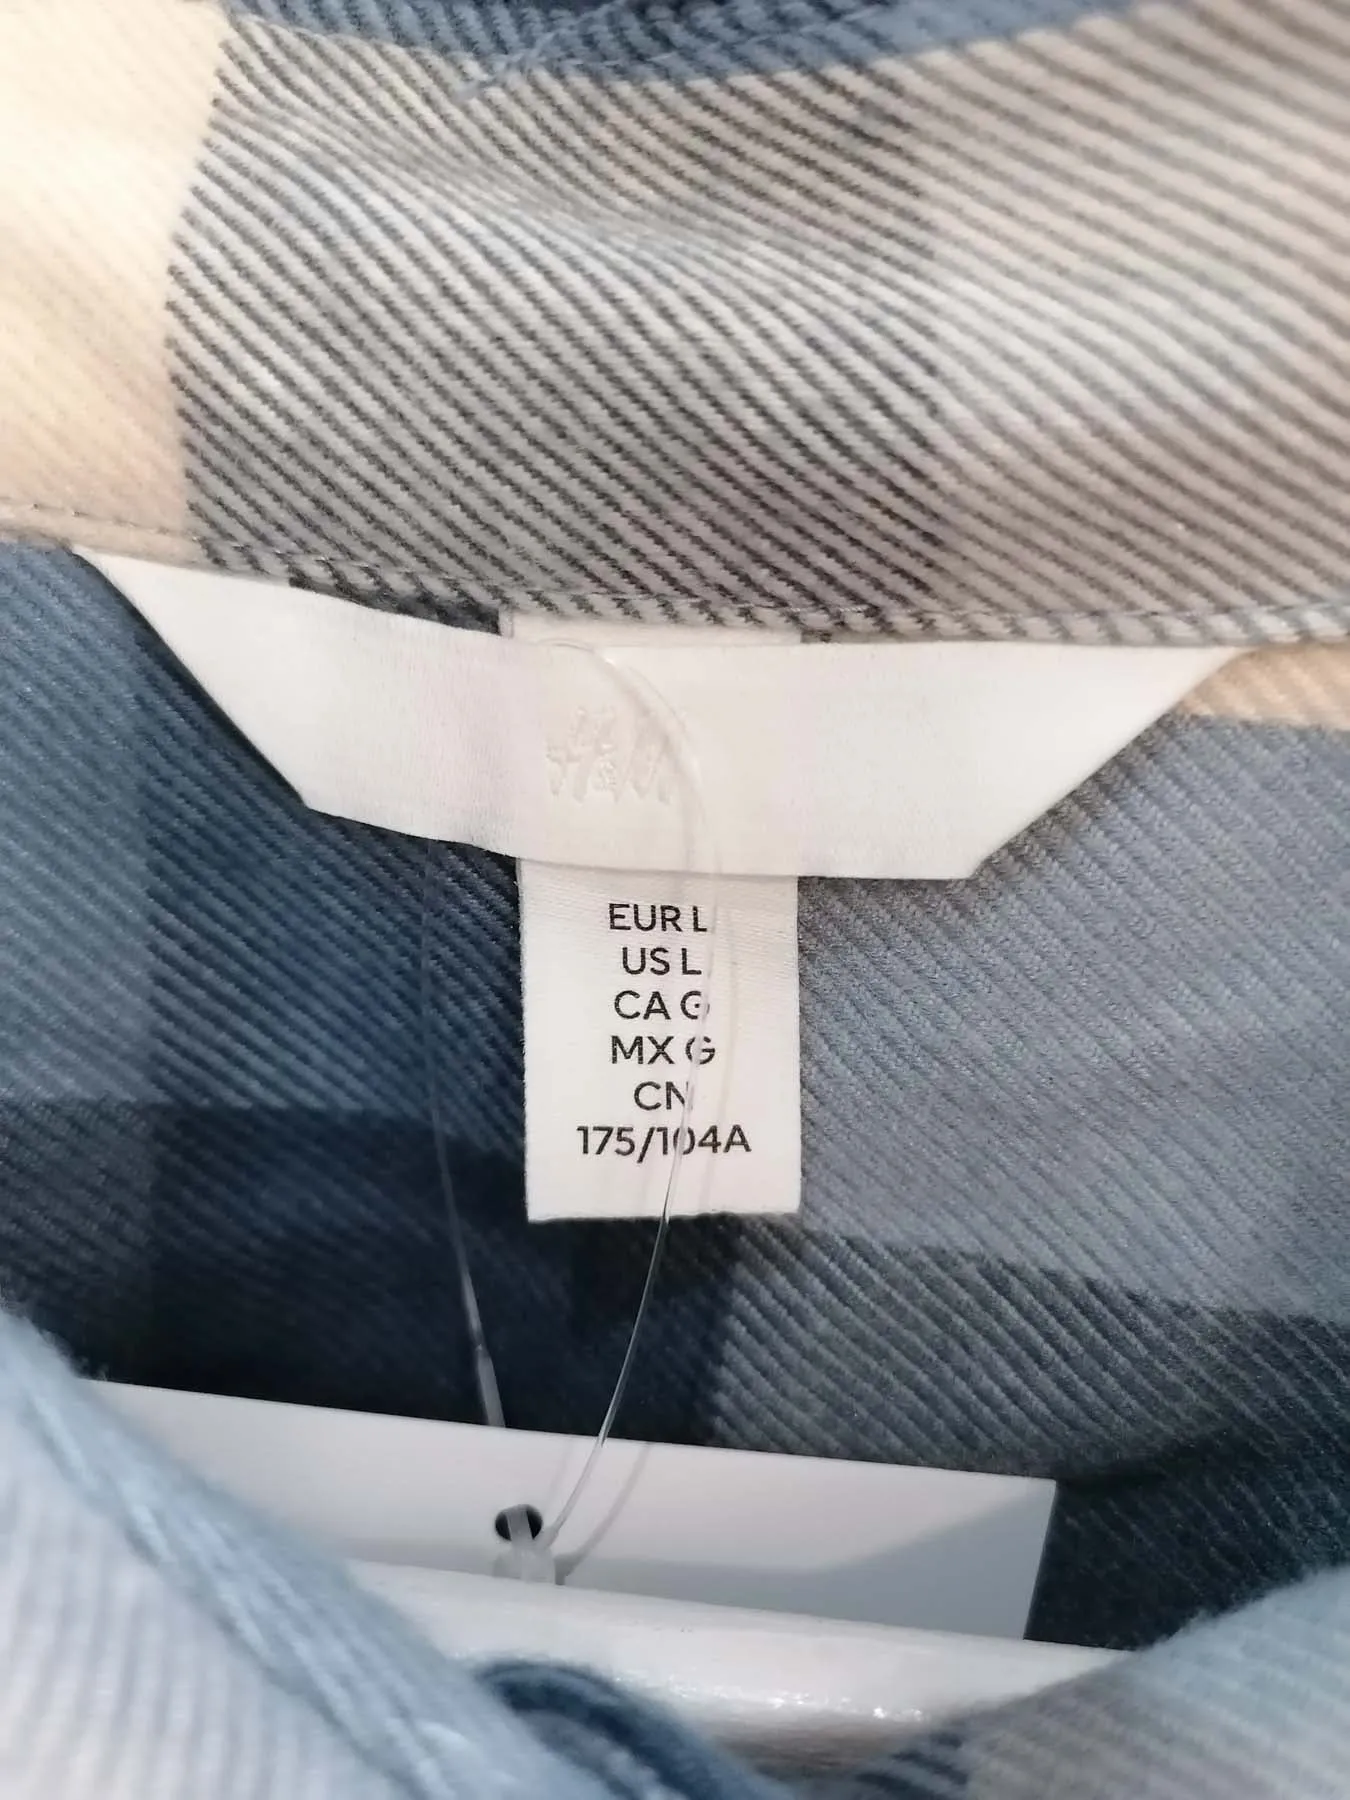 H&M
EUR L
US L
CA G
MX G
CN
175/104A